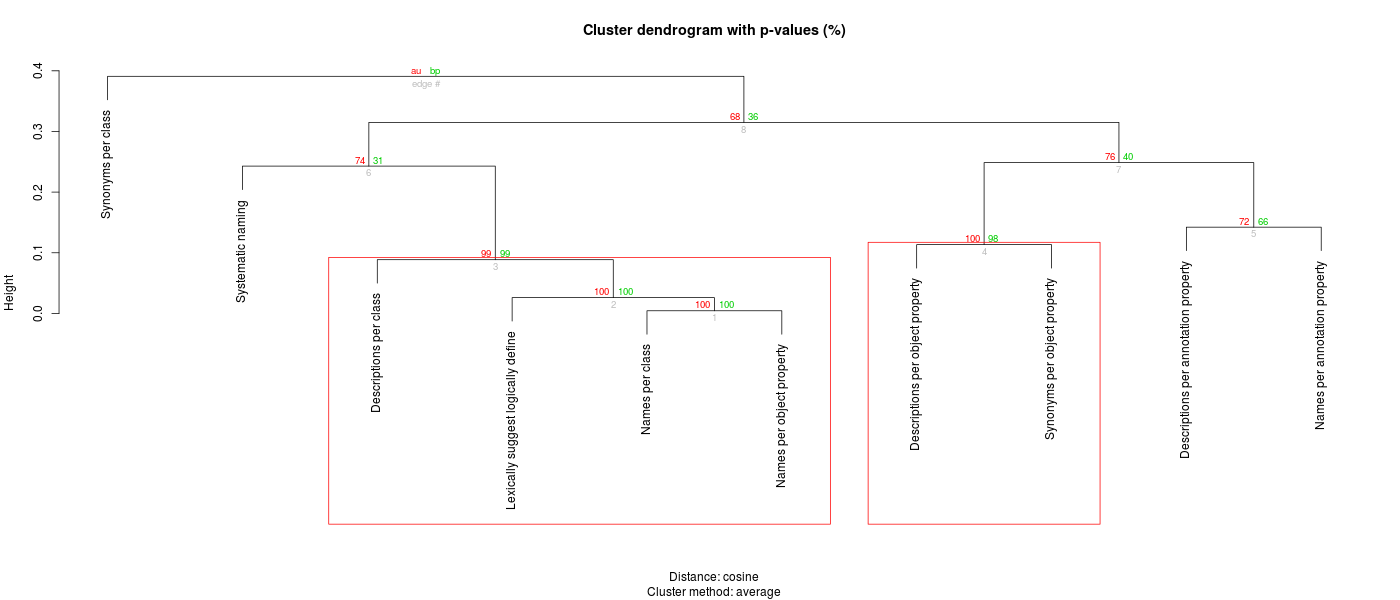 Cluster dendrogram with p-values (%)
Height
0.4
0.3
0.2
0.1
0.0
au bp
edge #
68 36
8
74 31
6
76 40
7
72 66
5
100 98
4
99 99
3
100 100
2
100 100
1
Synonyms per class
Systematic naming
Descriptions per class
Lexically suggest logically define
Names per class
Names per object property
Descriptions per object property
Synonyms per object property
Descriptions per annotation property
Names per annotation property
Distance: cosine
Cluster method: average